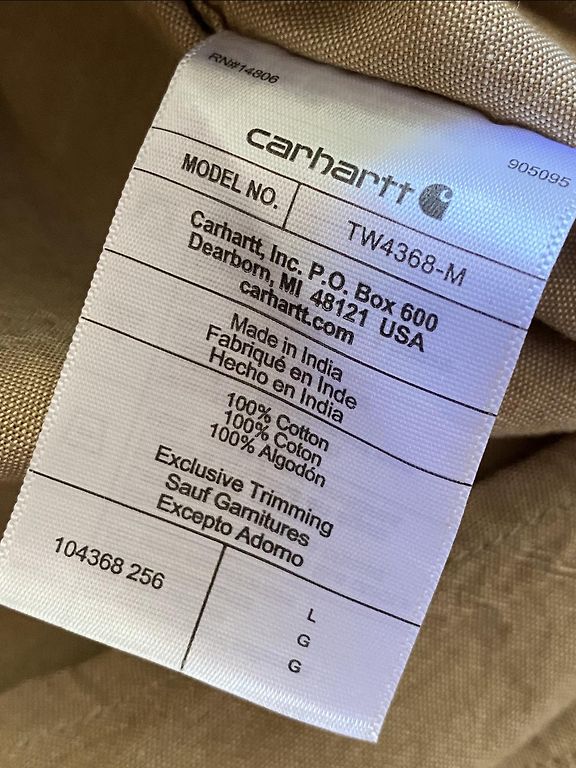 RN#14806
carhartt
905095
MODEL NO.
TW4368-M
Carhartt, Inc. P.O. Box 600
Dearborn, MI 48121 USA
carhartt.com
Made in India
Fabriqué en Inde
Hecho en India
100% Cotton
100% Coton
100% Algodón
Exclusive Trimming
Sauf Garnitures
Excepto Adorno
104368 256
L
G
G